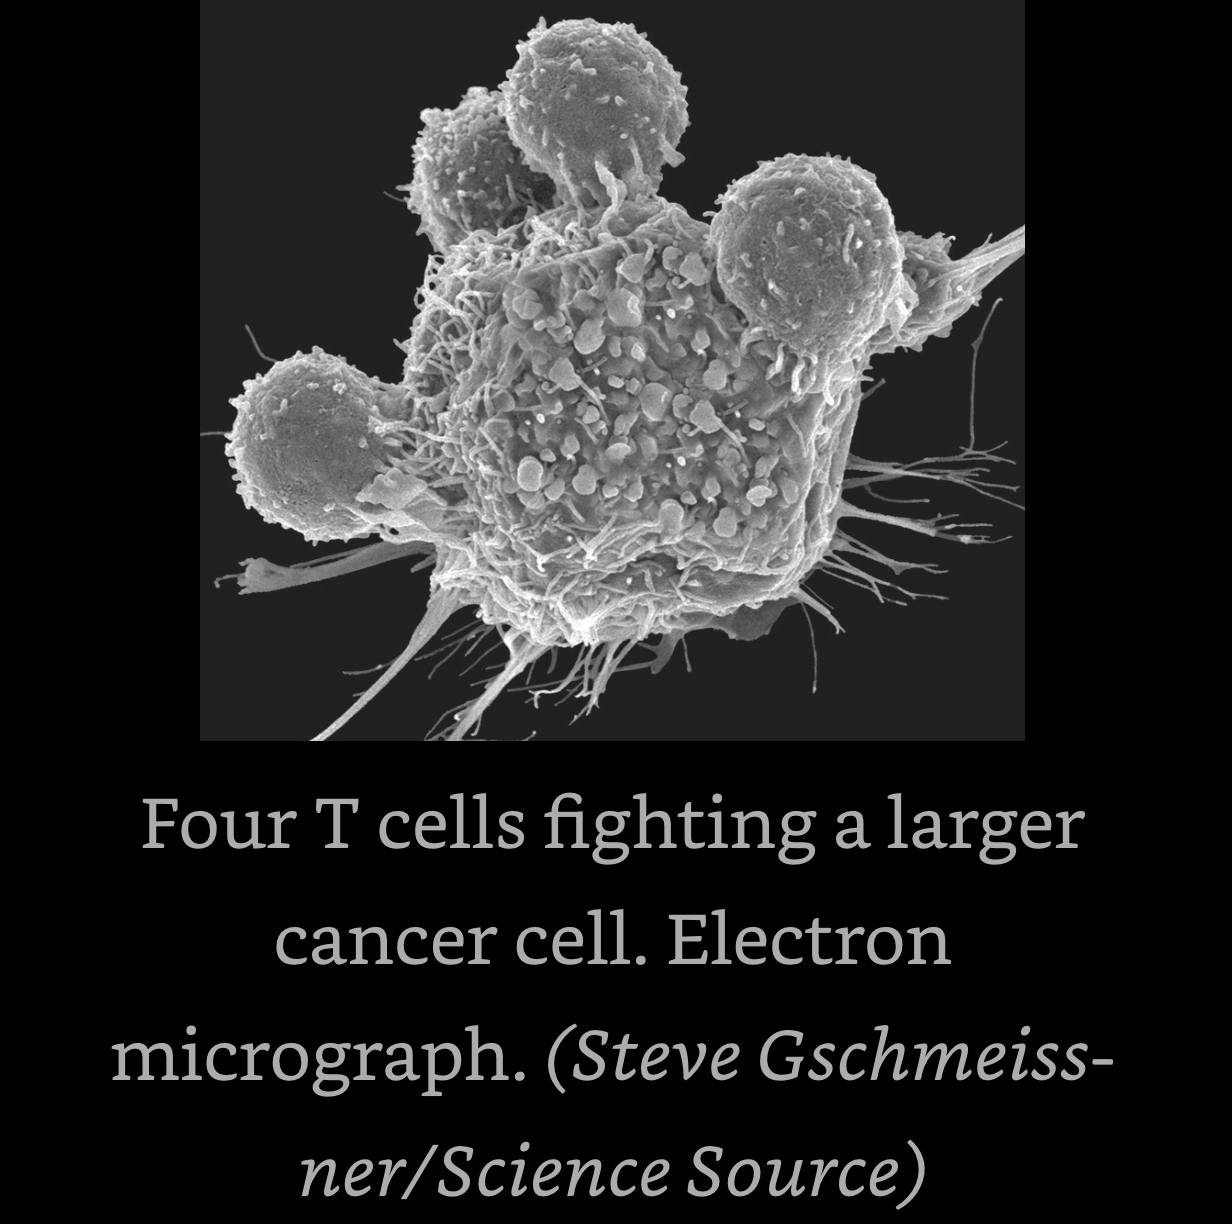 Four T cells fighting a larger
cancer cell. Electron
micrograph. (Steve Gschmeiss-
ner/Science Source)